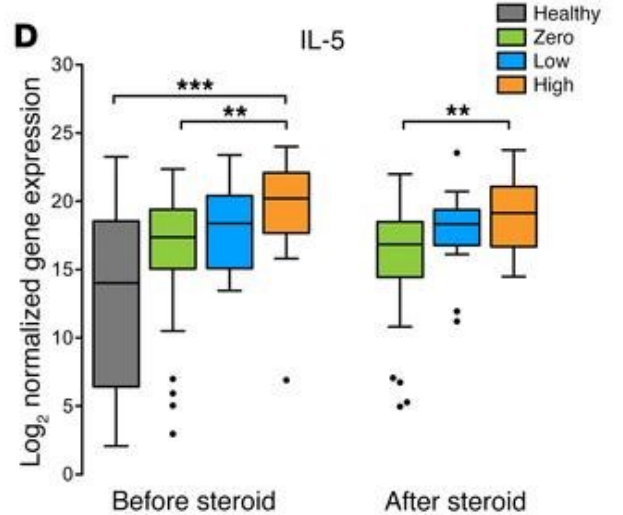 D
IL-5
Healthy
Zero
Low
High
Log2 normalized gene expression
30
25
20
15
10
5
0
***
**
**
Before steroid
After steroid